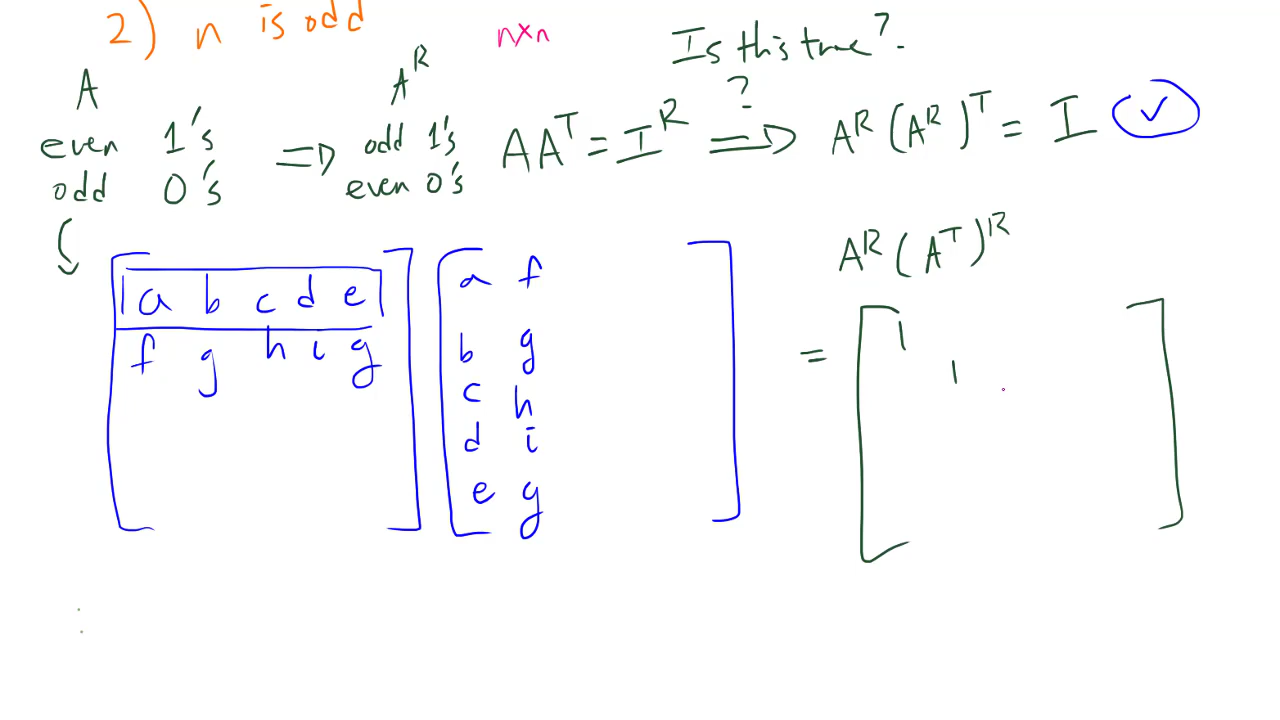 2) n is odd
n×n
Is this true?
A
A^R
?
even 1's
odd 0's
=>
odd 1's
even 0's
AA^T = I^R => A^R (A^R)^T = I ✓
A^R (A^T)^R
a b c d e
f g h i g
a f
b g
c h
d i
e g
=
1
1